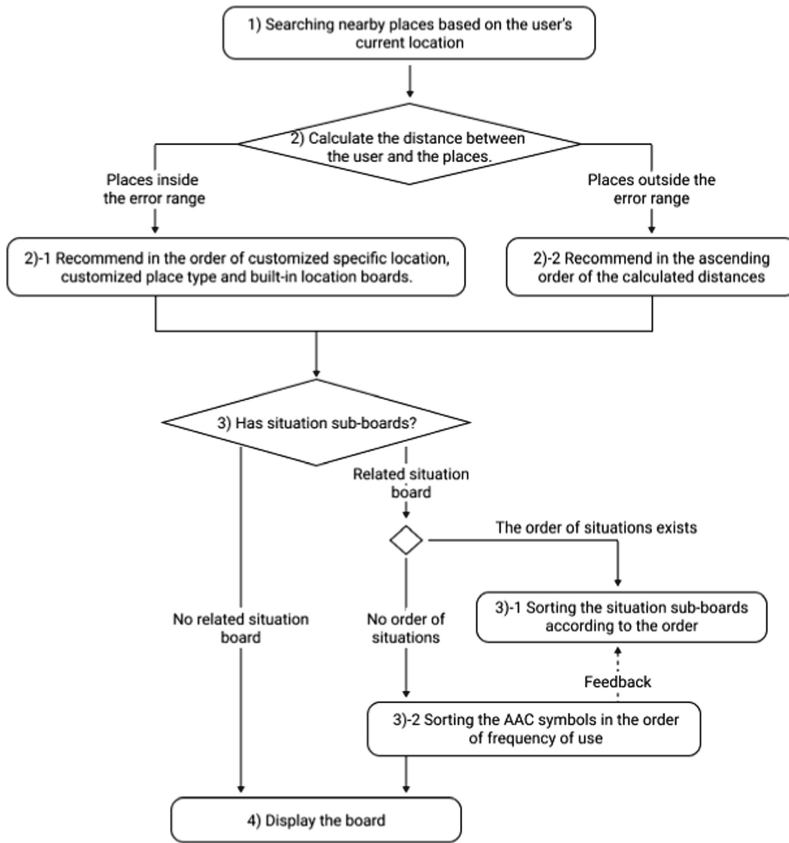 1) Searching nearby places based on the user's
current location
2) Calculate the distance between
the user and the places.
Places inside
the error range
Places outside the
error range
2)-1 Recommend in the order of customized specific location,
customized place type and built-in location boards.
2)-2 Recommend in the ascending
order of the calculated distances
3) Has situation sub-boards?
Related situation
board
The order of situations exists
No related situation
board
No order of
situations
3)-1 Sorting the situation sub-boards
according to the order
Feedback
3)-2 Sorting the AAC symbols in the order
of frequency of use
4) Display the board